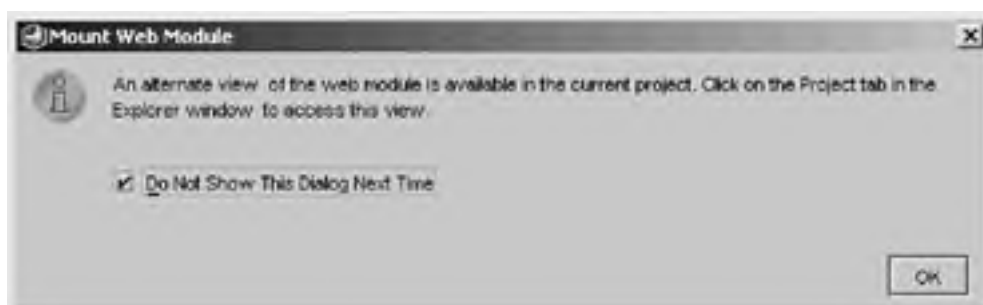 Mount Web Module
An alternate view of the web module is available in the current project. Click on the Project tab in the
Explorer window to access this view.
Do Not Show This Dialog Next Time
OK